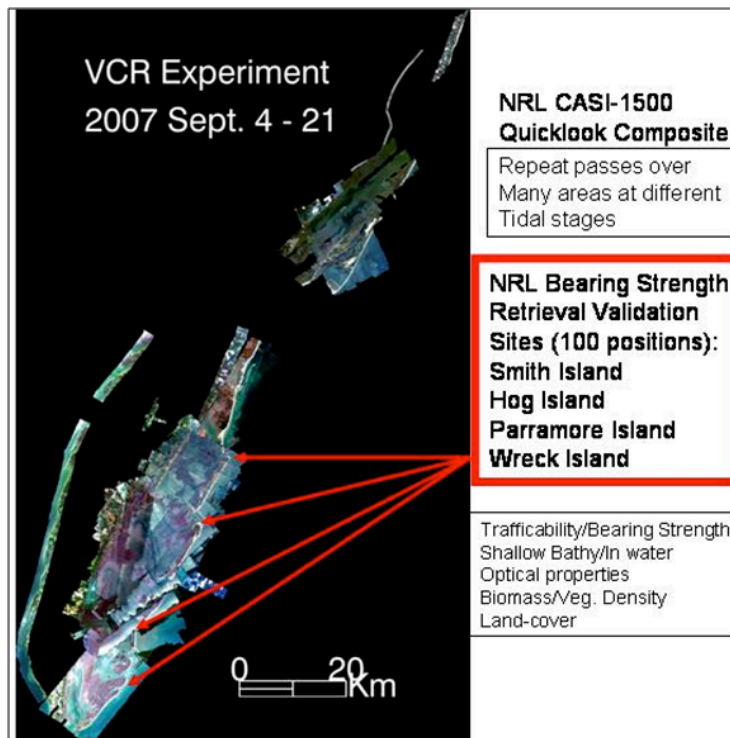 VCR Experiment
2007 Sept. 4 - 21
NRL CASI-1500
Quicklook Composite
Repeat passes over
Many areas at different
Tidal stages
NRL Bearing Strength
Retrieval Validation
Sites (100 positions):
Smith Island
Hog Island
Parramore Island
Wreck Island
Trafficability/Bearing Strength
Shallow Bathy/In water
Optical properties
Biomass/Veg. Density
Land-cover
0 20
Km